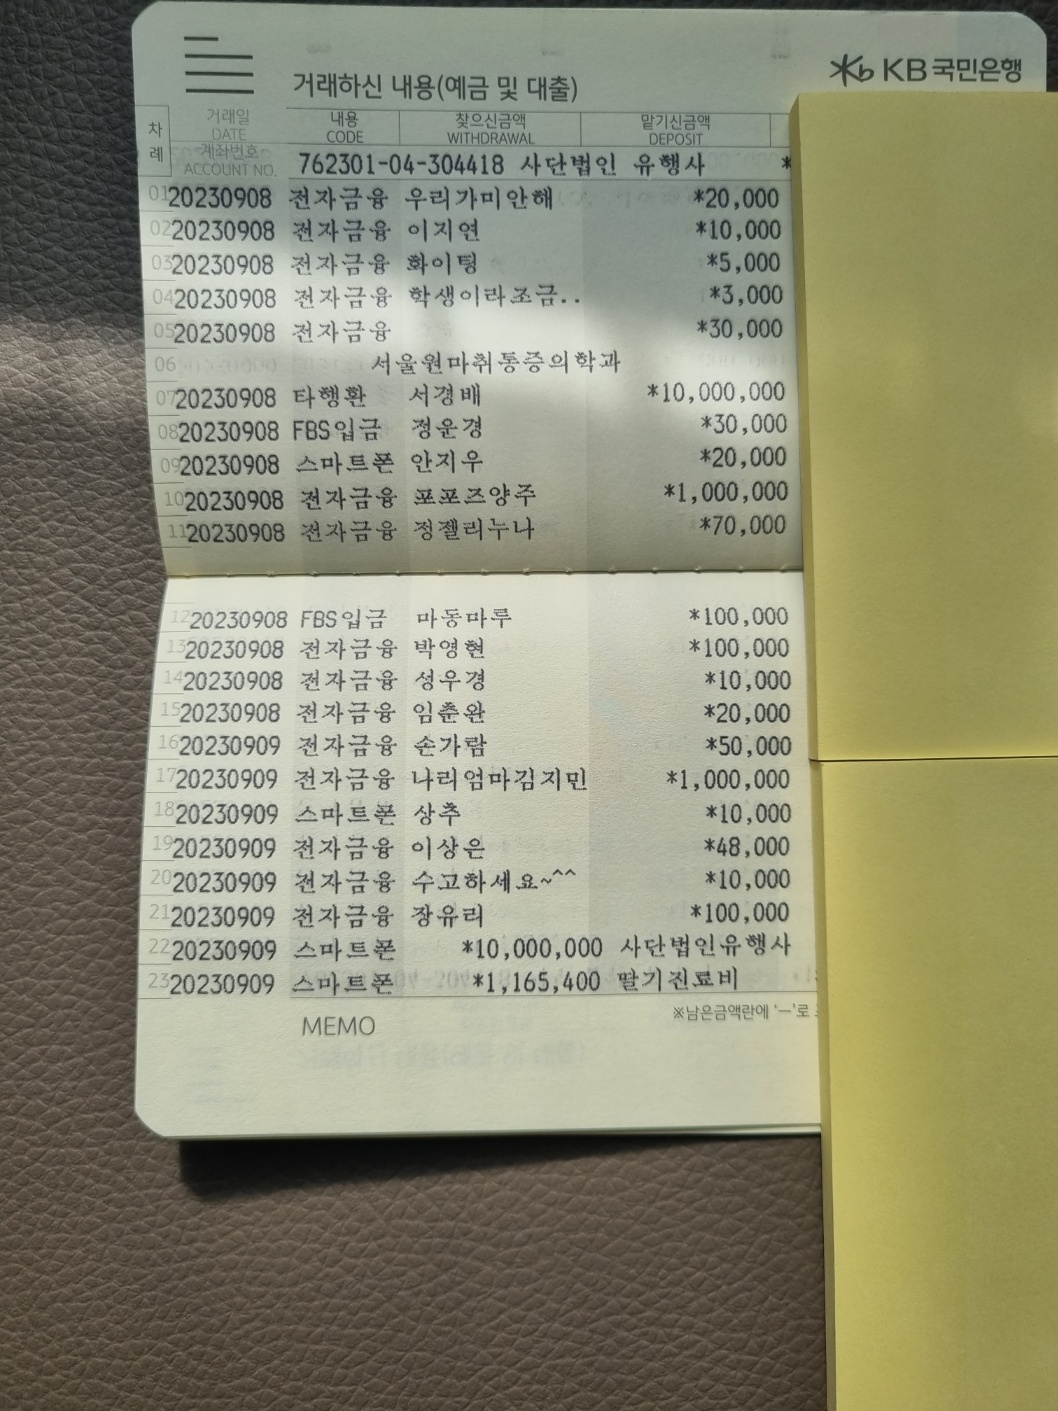 KB 국민은행
거래하신 내용(예금 및 대출)
차례 거래일 DATE 내용 CODE 찾으신금액 WITHDRAWAL 맡기신금액 DEPOSIT
계좌번호 ACCOUNT NO. 762301-04-304418 사단법인 유행사 *
01 20230908 전자금융 우리가미안해 *20,000
02 20230908 전자금융 이지연 *10,000
03 20230908 전자금융 화이팅 *5,000
04 20230908 전자금융 학생이라조금.. *3,000
05 20230908 전자금융 *30,000
06 서울원마취통증의학과
07 20230908 타행환 서경배 *10,000,000
08 20230908 FBS입금 정운경 *30,000
09 20230908 스마트폰 안지우 *20,000
10 20230908 전자금융 포포즈양주 *1,000,000
11 20230908 전자금융 정젤리누나 *70,000
12 20230908 FBS입금 마동마루 *100,000
13 20230908 전자금융 박영현 *100,000
14 20230908 전자금융 성우경 *10,000
15 20230908 전자금융 임춘완 *20,000
16 20230909 전자금융 손가람 *50,000
17 20230909 전자금융 나리엄마김지민 *1,000,000
18 20230909 스마트폰 상추 *10,000
19 20230909 전자금융 이상은 *48,000
20 20230909 전자금융 수고하세요~^^ *10,000
21 20230909 전자금융 장유리 *100,000
22 20230909 스마트폰 *10,000,000 사단법인유행사
23 20230909 스마트폰 *1,165,400 딸기진료비
MEMO
※남은금액란에 '-'로